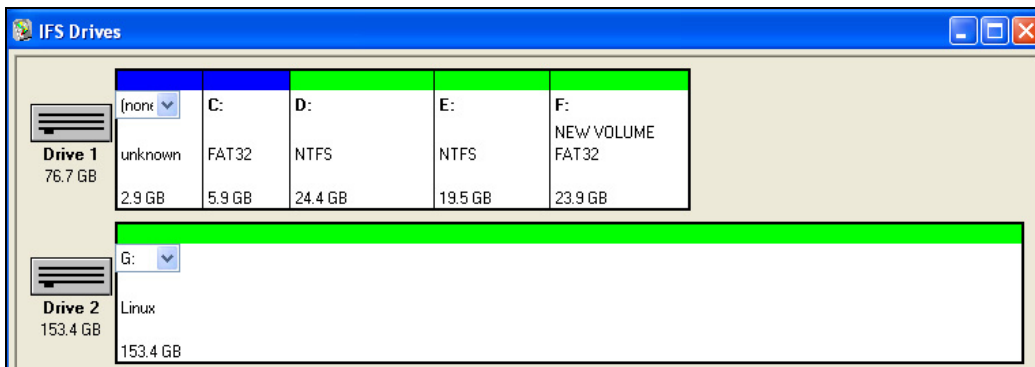 IFS Drives
(none
C:
D:
E:
F:
NEW VOLUME
Drive 1
unknown
FAT32
NTFS
NTFS
FAT32
76.7 GB
2.9 GB
5.9 GB
24.4 GB
19.5 GB
23.9 GB
G:
Drive 2
Linux
153.4 GB
153.4 GB